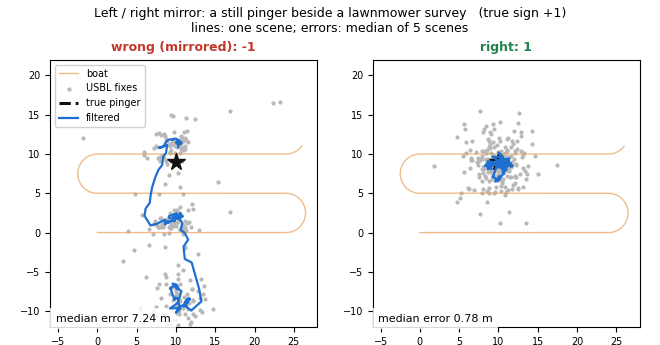 Left / right mirror: a still pinger beside a lawnmower survey (true sign +1)
lines: one scene; errors: median of 5 scenes
wrong (mirrored): -1
right: 1
boat
USBL fixes
true pinger
filtered
20
15
10
5
0
−5
−10
median error 7.24 m
−5
0
5
10
15
20
25
20
15
10
5
0
−5
−10
median error 0.78 m
−5
0
5
10
15
20
25